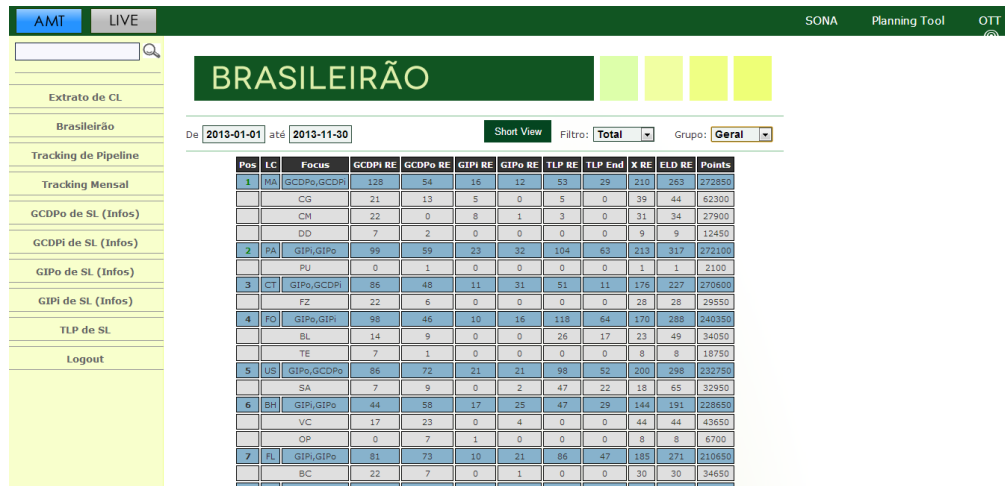 AMT LIVE SONA Planning Tool OTT
Extrato de CL
Brasileirão
Tracking de Pipeline
Tracking Mensal
GCDPo de SL (Infos)
GCDPi de SL (Infos)
GIPo de SL (Infos)
GIPi de SL (Infos)
TLP de SL
Logout
BRASILEIRÃO
De 2013-01-01 até 2013-11-30 Short View Filtro: Total Grupo: Geral
Pos LC Focus GCDPi RE GCDPo RE GIPi RE GIPo RE TLP RE TLP End X RE ELD RE Points
1 MA GCDPo,GCDPi 128 54 16 12 53 29 210 263 272850
CG 21 13 5 0 5 0 39 44 62300
CM 22 0 8 1 3 0 31 34 27900
DD 7 2 0 0 0 0 9 9 12450
2 PA GIPi,GIPo 99 59 23 32 104 63 213 317 272100
PU 0 1 0 0 0 0 1 1 2100
3 CT GIPo,GCDPi 86 48 11 31 51 11 176 227 270600
FZ 22 6 0 0 0 0 28 28 29550
4 FO GIPo,GIPi 98 46 10 16 118 64 170 288 240350
BL 14 9 0 0 26 17 23 49 34050
TE 7 1 0 0 0 0 8 8 18750
5 US GIPo,GCDPo 86 72 21 21 98 52 200 298 232750
SA 7 9 0 2 47 22 18 65 32950
6 BH GIPi,GIPo 44 58 17 25 47 29 144 191 228650
VC 17 23 0 4 0 0 44 44 43650
OP 0 7 1 0 0 0 8 8 6700
7 FL GIPi,GIPo 81 73 10 21 86 47 185 271 210650
BC 22 7 0 1 0 0 30 30 34650